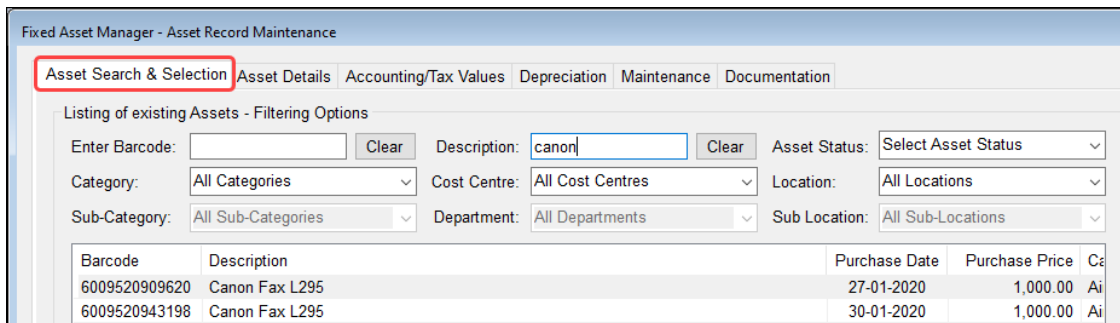 Fixed Asset Manager - Asset Record Maintenance
Asset Search & Selection Asset Details Accounting/Tax Values Depreciation Maintenance Documentation
Listing of existing Assets - Filtering Options
Enter Barcode: Clear Description: canon Clear Asset Status: Select Asset Status
Category: All Categories Cost Centre: All Cost Centres Location: All Locations
Sub-Category: All Sub-Categories Department: All Departments Sub Location: All Sub-Locations
Barcode Description Purchase Date Purchase Price
6009520909620 Canon Fax L295 27-01-2020 1,000.00
6009520943198 Canon Fax L295 30-01-2020 1,000.00